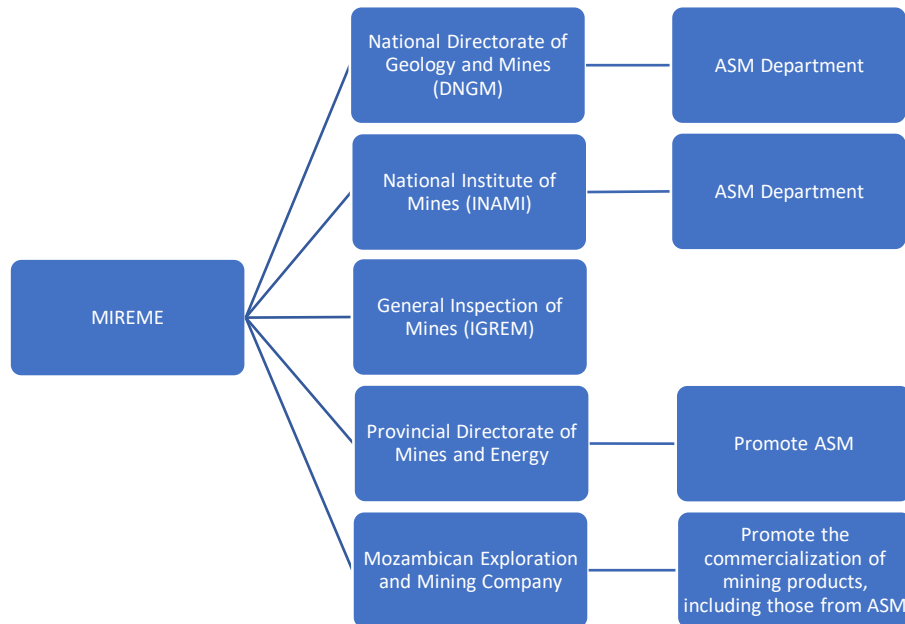 National Directorate of
Geology and Mines
(DNGM)
ASM Department
National Institute of
Mines (INAMI)
ASM Department
MIREME
General Inspection of
Mines (IGREM)
Provincial Directorate of
Mines and Energy
Promote ASM
Mozambican Exploration
and Mining Company
Promote the
commercialization of
mining products,
including those from ASM